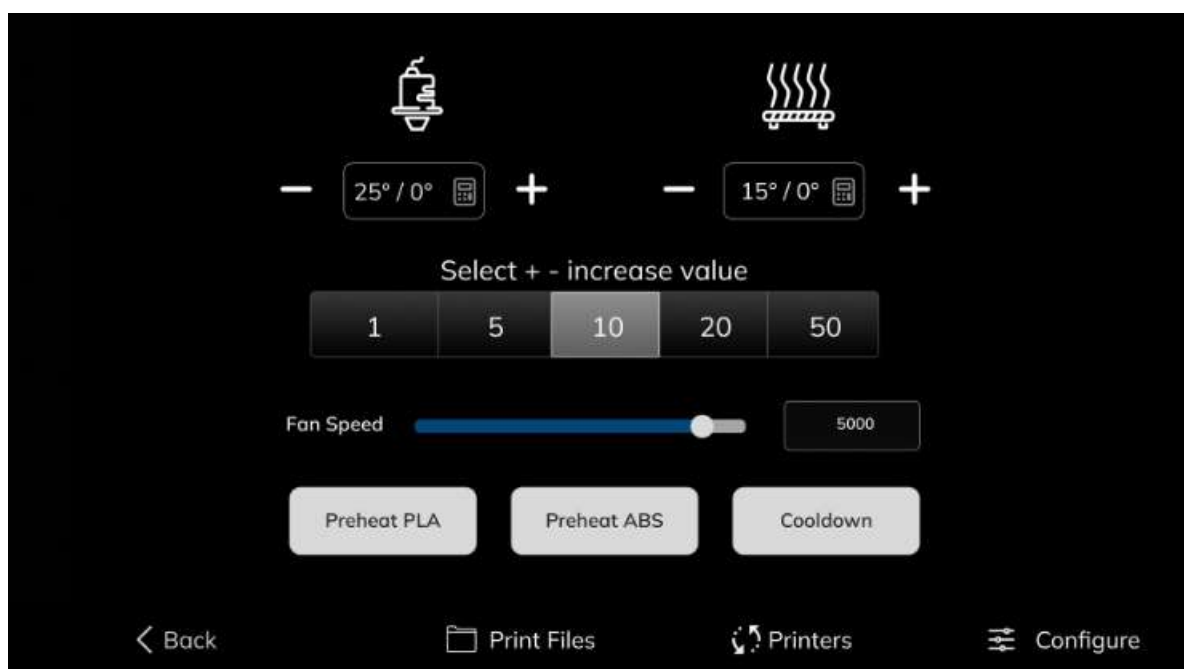 − 25° / 0° + − 15° / 0° +
Select + - increase value
1 5 10 20 50
Fan Speed 5000
Preheat PLA Preheat ABS Cooldown
Back Print Files Printers Configure